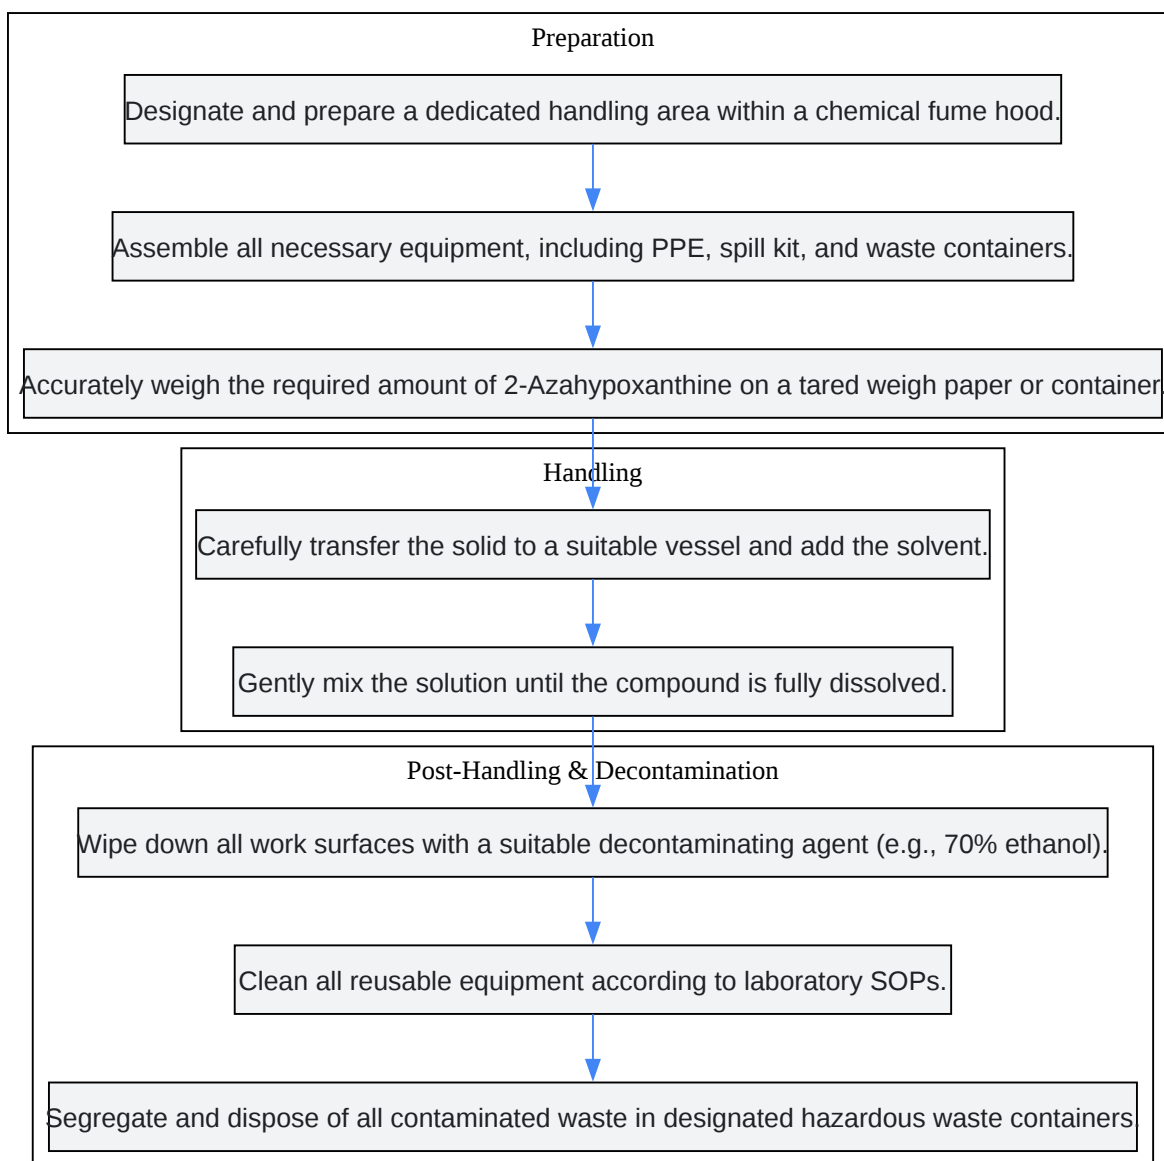 Preparation
Designate and prepare a dedicated handling area within a chemical fume hood.
Assemble all necessary equipment, including PPE, spill kit, and waste containers.
Accurately weigh the required amount of 2-Azahypoxanthine on a tared weigh paper or container.
Handling
Carefully transfer the solid to a suitable vessel and add the solvent.
Gently mix the solution until the compound is fully dissolved.
Post-Handling & Decontamination
Wipe down all work surfaces with a suitable decontaminating agent (e.g., 70% ethanol).
Clean all reusable equipment according to laboratory SOPs.
Segregate and dispose of all contaminated waste in designated hazardous waste containers.